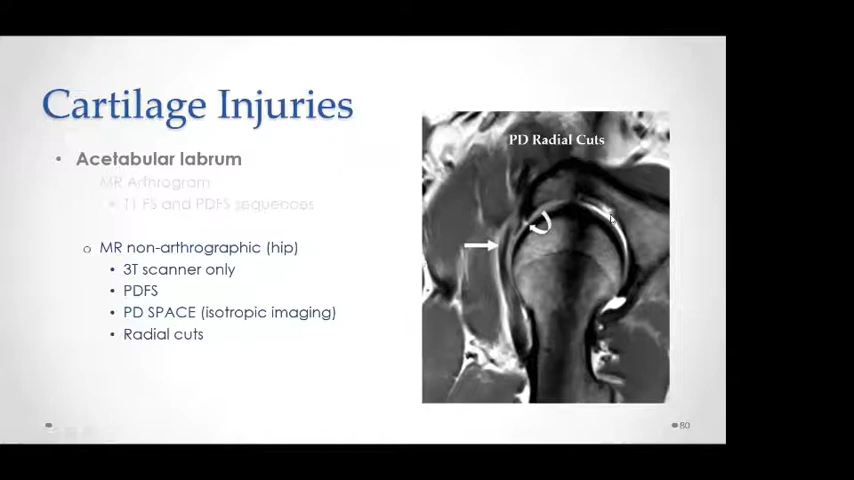 Cartilage Injuries
• Acetabular labrum
MR Arthrogram
• T1 FS and PDFS sequences
o MR non-arthrographic (hip)
• 3T scanner only
• PDFS
• PD SPACE (isotropic imaging)
• Radial cuts
PD Radial Cuts
80